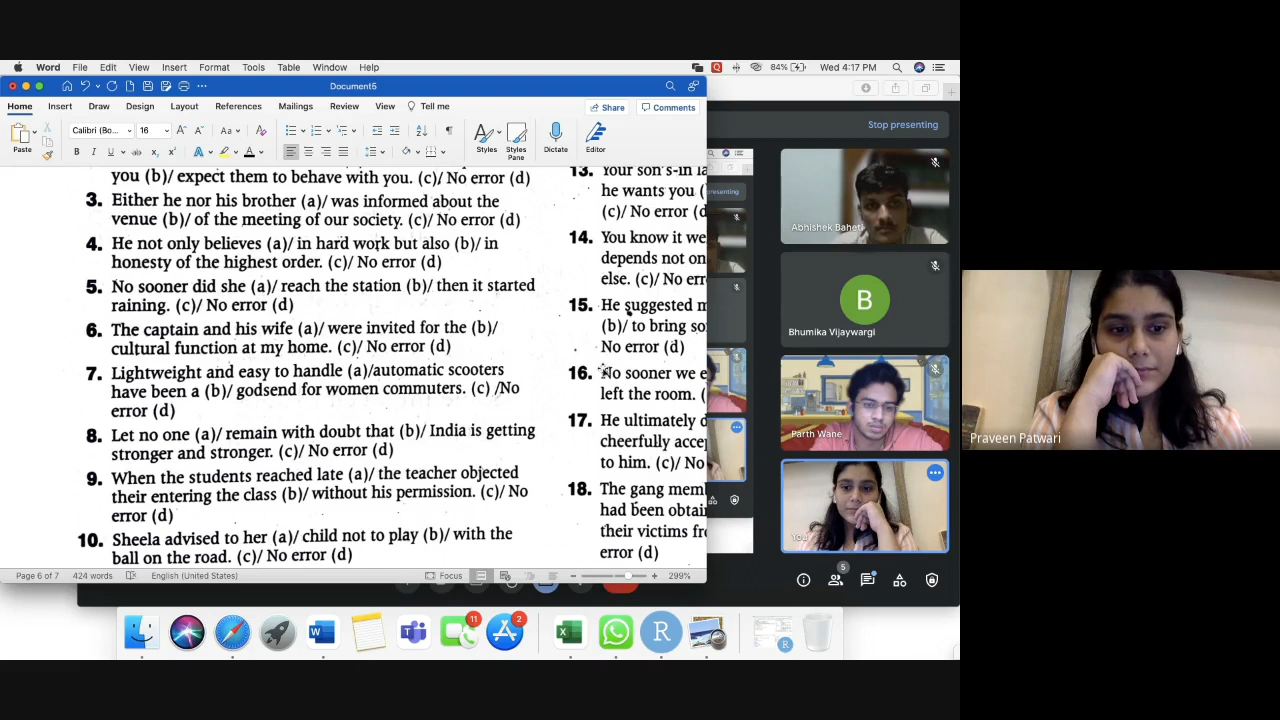 Word File Edit View Insert Format Tools Table Window Help 84% Wed 4:17 PM
Document5
Home Insert Draw Design Layout References Mailings Review View Tell me Share Comments
Stop presenting
Paste Calibri (Bo... 16 Styles Styles Pane Dictate Editor
you (b)/ expect them to behave with you. (c)/ No error (d)
3. Either he nor his brother (a)/ was informed about the
venue (b)/ of the meeting of our society. (c)/ No error (d)
4. He not only believes (a)/ in hard work but also (b)/ in
honesty of the highest order. (c)/ No error (d)
5. No sooner did she (a)/ reach the station (b)/ then it started
raining. (c)/ No error (d)
6. The captain and his wife (a)/ were invited for the (b)/
cultural function at my home. (c)/ No error (d)
7. Lightweight and easy to handle (a)/automatic scooters
have been a (b)/ godsend for women commuters. (c) /No
error (d)
8. Let no one (a)/ remain with doubt that (b)/ India is getting
stronger and stronger. (c)/ No error (d)
9. When the students reached late (a)/ the teacher objected
their entering the class (b)/ without his permission. (c)/ No
error (d)
10. Sheela advised to her (a)/ child not to play (b)/ with the
ball on the road. (c)/ No error (d)
13. Your son's-in la
he wants you (
(c)/ No error (d
14. You know it we
depends not on
else. (c)/ No err
15. He suggested m
(b)/ to bring so
No error (d)
16. No sooner we e
left the room. (
17. He ultimately d
cheerfully acce
to him. (c)/ No
18. The gang mem
had been obtai
their victims fr
error (d)
Page 6 of 7 424 words English (United States) Focus 299%
presenting
Abhishek Baheti
B
Bhumika Vijaywargi
Parth Wane
You
5
Praveen Patwari
11
2